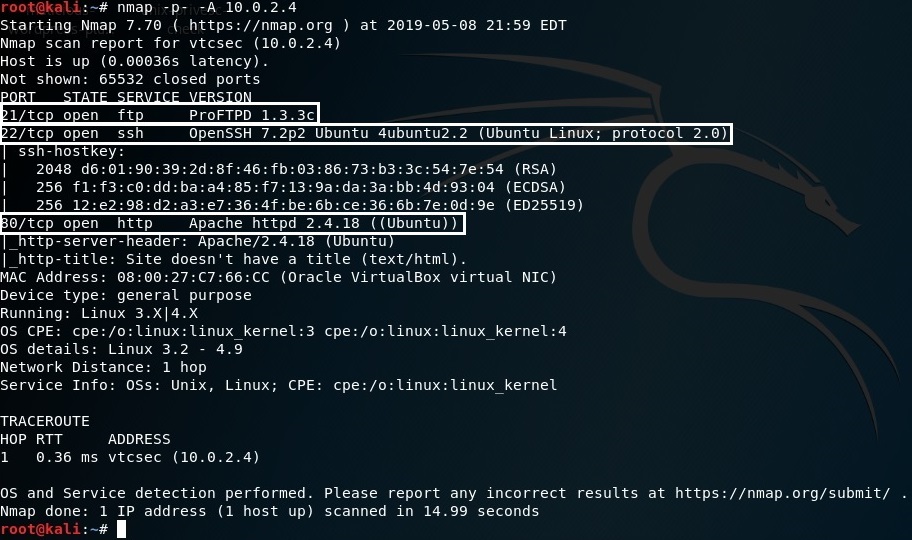 root@kali:~# nmap -p- -A 10.0.2.4
Starting Nmap 7.70 ( https://nmap.org ) at 2019-05-08 21:59 EDT
Nmap scan report for vtcsec (10.0.2.4)
Host is up (0.00036s latency).
Not shown: 65532 closed ports
PORT   STATE SERVICE VERSION
21/tcp open  ftp     ProFTPD 1.3.3c
22/tcp open  ssh     OpenSSH 7.2p2 Ubuntu 4ubuntu2.2 (Ubuntu Linux; protocol 2.0)
| ssh-hostkey:
|   2048 d6:01:90:39:2d:8f:46:fb:03:86:73:b3:3c:54:7e:54 (RSA)
|   256 f1:f3:c0:dd:ba:a4:85:f7:13:9a:da:3a:bb:4d:93:04 (ECDSA)
|   256 12:e2:98:d2:a3:e7:36:4f:be:6b:ce:36:6b:7e:0d:9e (ED25519)
80/tcp open  http    Apache httpd 2.4.18 ((Ubuntu))
|_http-server-header: Apache/2.4.18 (Ubuntu)
|_http-title: Site doesn't have a title (text/html).
MAC Address: 08:00:27:C7:66:CC (Oracle VirtualBox virtual NIC)
Device type: general purpose
Running: Linux 3.X|4.X
OS CPE: cpe:/o:linux:linux_kernel:3 cpe:/o:linux:linux_kernel:4
OS details: Linux 3.2 - 4.9
Network Distance: 1 hop
Service Info: OSs: Unix, Linux; CPE: cpe:/o:linux:linux_kernel
TRACEROUTE
HOP RTT     ADDRESS
1   0.36 ms vtcsec (10.0.2.4)
OS and Service detection performed. Please report any incorrect results at https://nmap.org/submit/ .
Nmap done: 1 IP address (1 host up) scanned in 14.99 seconds
root@kali:~#